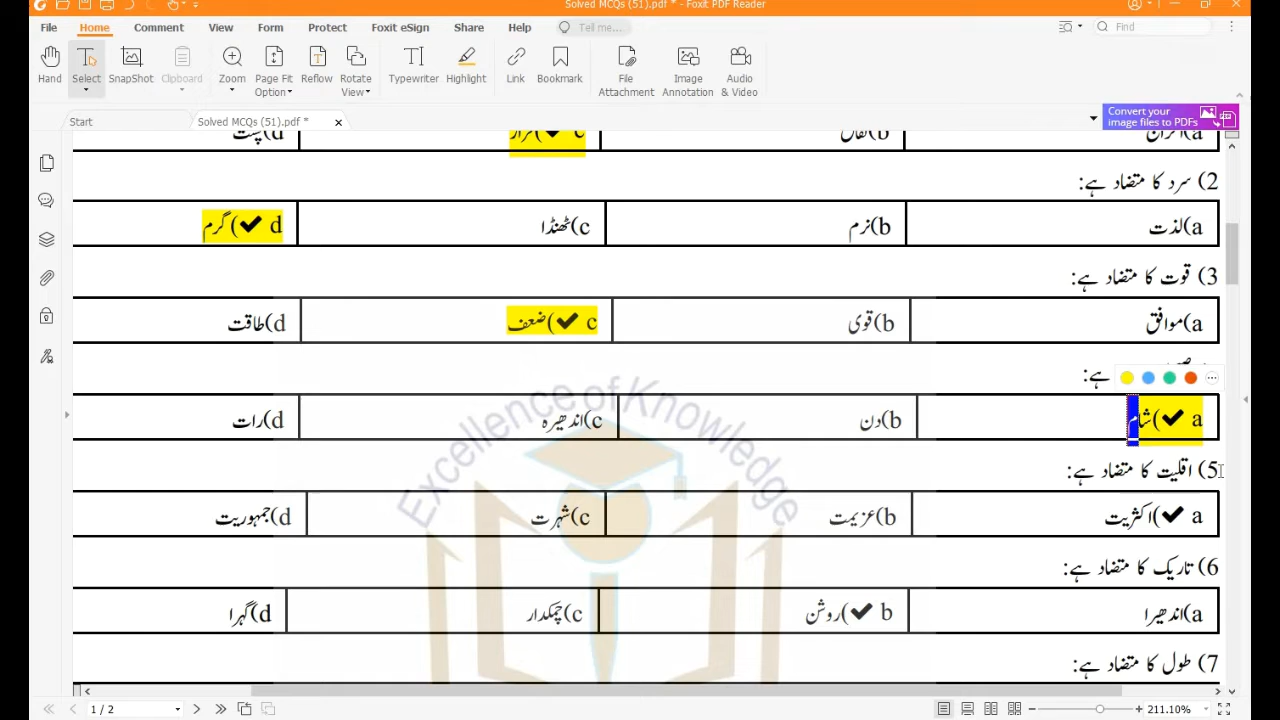 Solved MCQs (51).pdf * - Foxit PDF Reader
File Home Comment View Form Protect Foxit eSign Share Help Tell me... Find
Hand Select SnapShot Clipboard Zoom Page Fit Option Reflow Rotate View Typewriter Highlight Link Bookmark File Attachment Image Annotation Audio & Video
Start Solved MCQs (51).pdf * Convert your image files to PDFs
2) سرد کا متضاد ہے:
a)لذت b)نرم c)ٹھنڈا d ✔)گرم
3) قوت کا متضاد ہے:
a)موافق b)قوی c ✔)ضعف d)طاقت
ہے:
a ✔)شام b)دن c)اندھیرہ d)رات
5) اقلیت کا متضاد ہے:
a ✔)اکثریت b)عزیمت c)شہرت d)جمہوریت
6) تاریک کا متضاد ہے:
a)اندھیرا b ✔)روشن c)چمکدار d)گہرا
7) طول کا متضاد ہے:
Excellence of Knowledge
1 / 2 211.10%